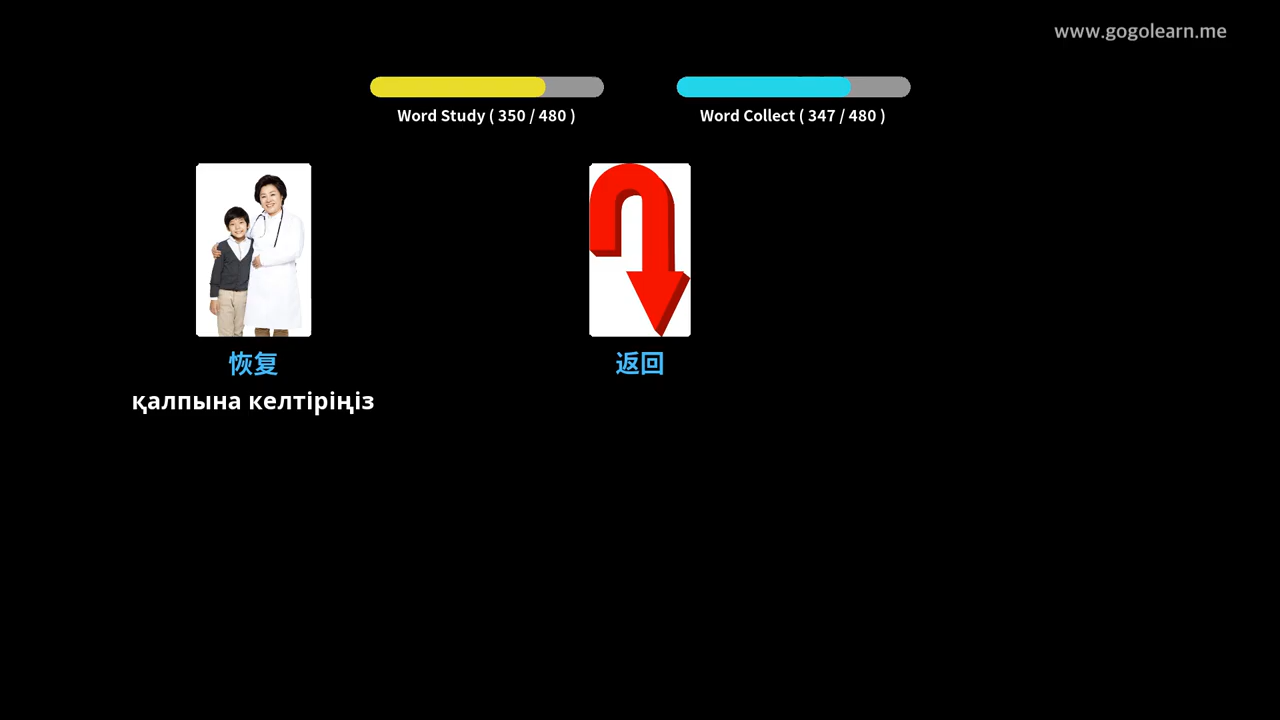 www.gogolearn.me
Word Study ( 350 / 480 )
Word Collect ( 347 / 480 )
恢复
返回
қалпына келтіріңіз